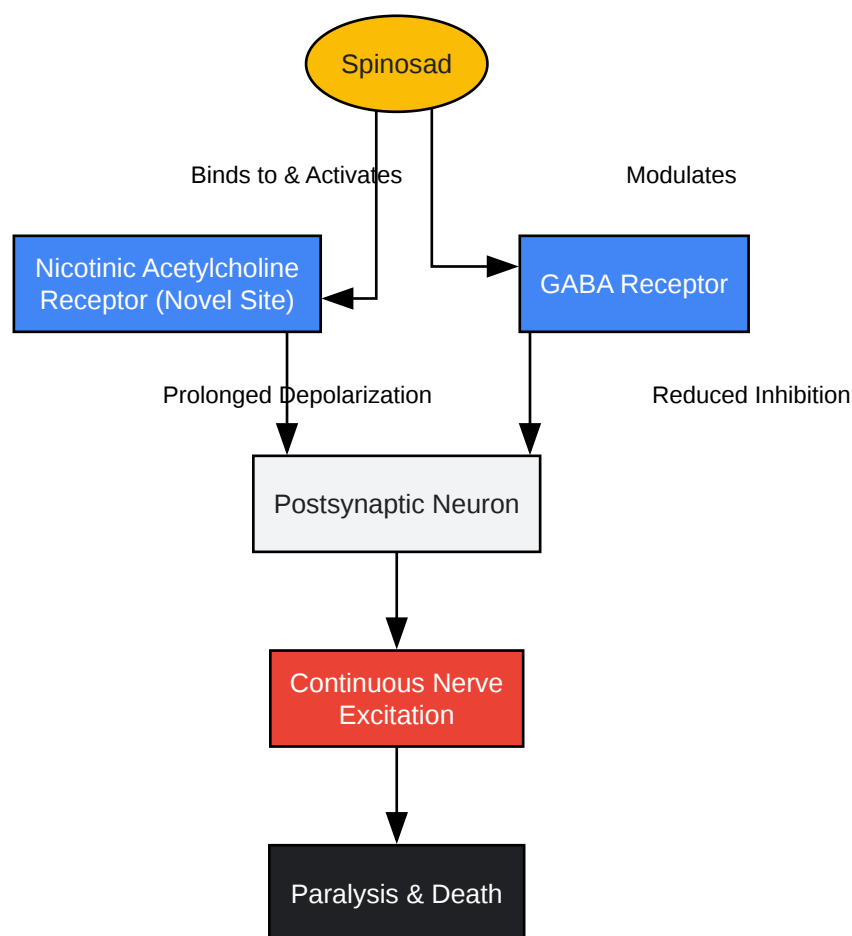 Spinosad
Binds to & Activates
Modulates
Nicotinic Acetylcholine
Receptor (Novel Site)
GABA Receptor
Prolonged Depolarization
Reduced Inhibition
Postsynaptic Neuron
Continuous Nerve
Excitation
Paralysis & Death